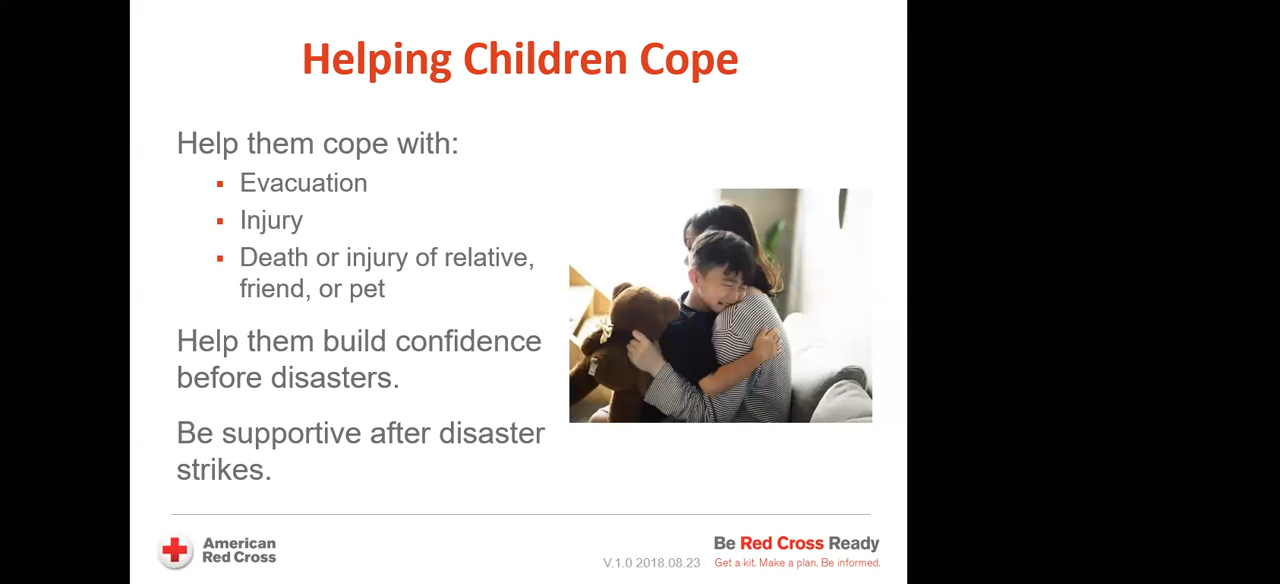 Helping Children Cope
Help them cope with:
▪ Evacuation
▪ Injury
▪ Death or injury of relative,
friend, or pet
Help them build confidence
before disasters.
Be supportive after disaster
strikes.
American
Red Cross
V.1.0 2018.08.23
Be Red Cross Ready
Get a kit. Make a plan. Be informed.